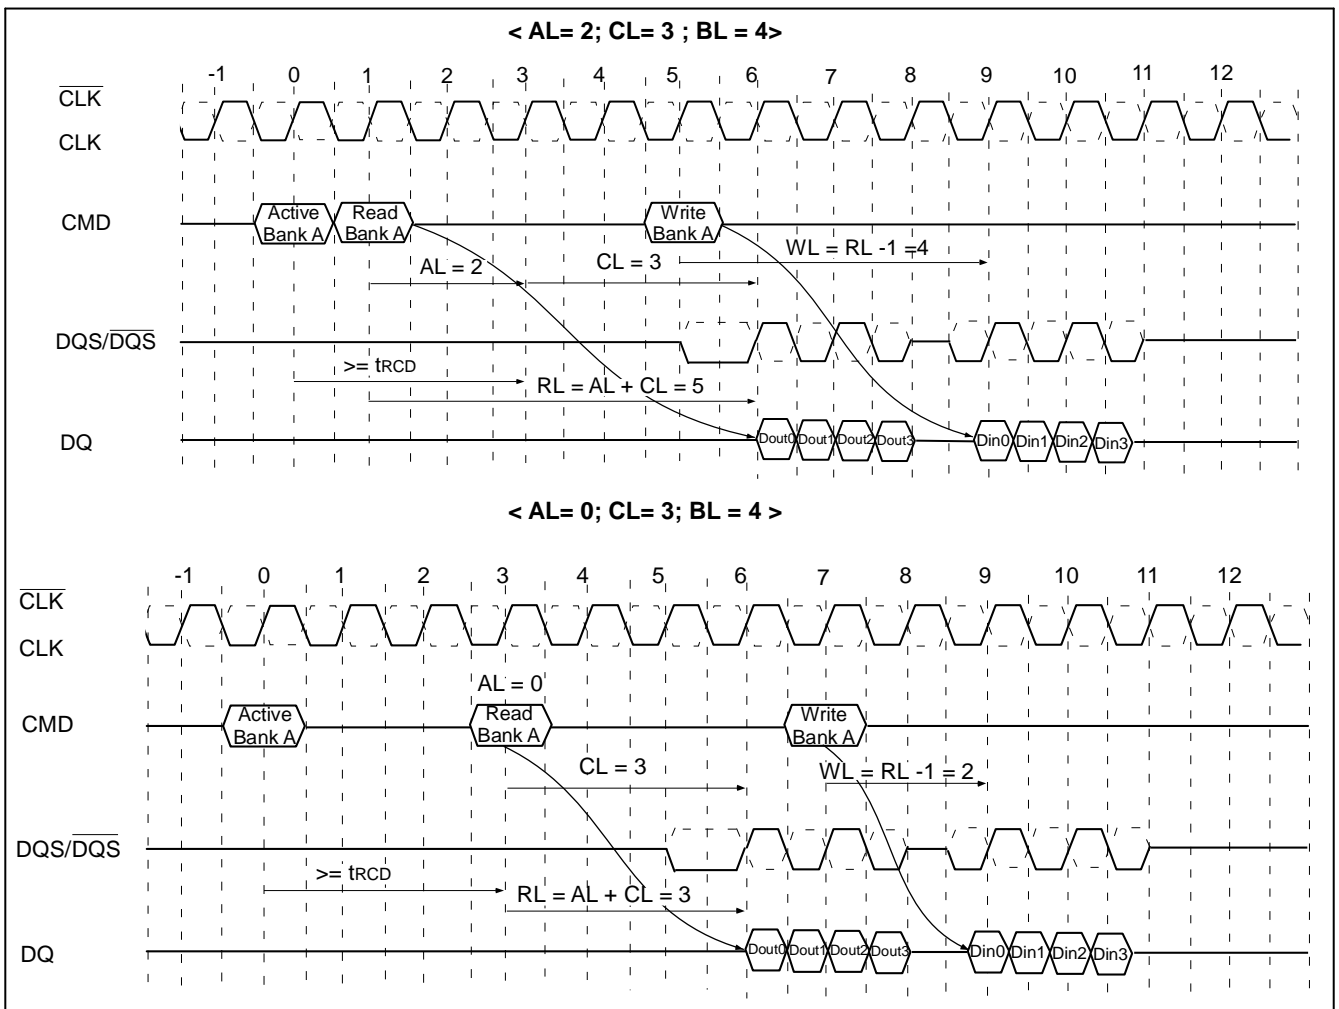 < AL= 2; CL= 3 ; BL = 4>
-1 0 1 2 3 4 5 6 7 8 9 10 11 12
CLK
CLK
CMD
Active Bank A
Read Bank A
Write Bank A
WL = RL -1 =4
AL = 2
CL = 3
DQS/DQS
>= tRCD
RL = AL + CL = 5
DQ
Dout0 Dout1 Dout2 Dout3
Din0 Din1 Din2 Din3
< AL= 0; CL= 3; BL = 4 >
-1 0 1 2 3 4 5 6 7 8 9 10 11 12
CLK
CLK
AL = 0
CMD
Active Bank A
Read Bank A
Write Bank A
CL = 3
WL = RL -1 = 2
DQS/DQS
>= tRCD
RL = AL + CL = 3
DQ
Dout0 Dout1 Dout2 Dout3
Din0 Din1 Din2 Din3